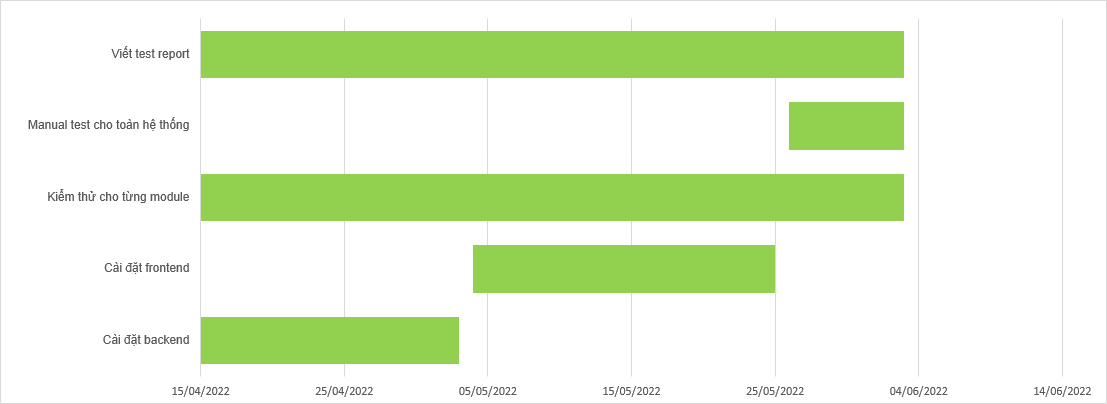 Viết test report
Manual test cho toàn hệ thống
Kiểm thử cho từng module
Cài đặt frontend
Cài đặt backend
15/04/2022 25/04/2022 05/05/2022 15/05/2022 25/05/2022 04/06/2022 14/06/2022